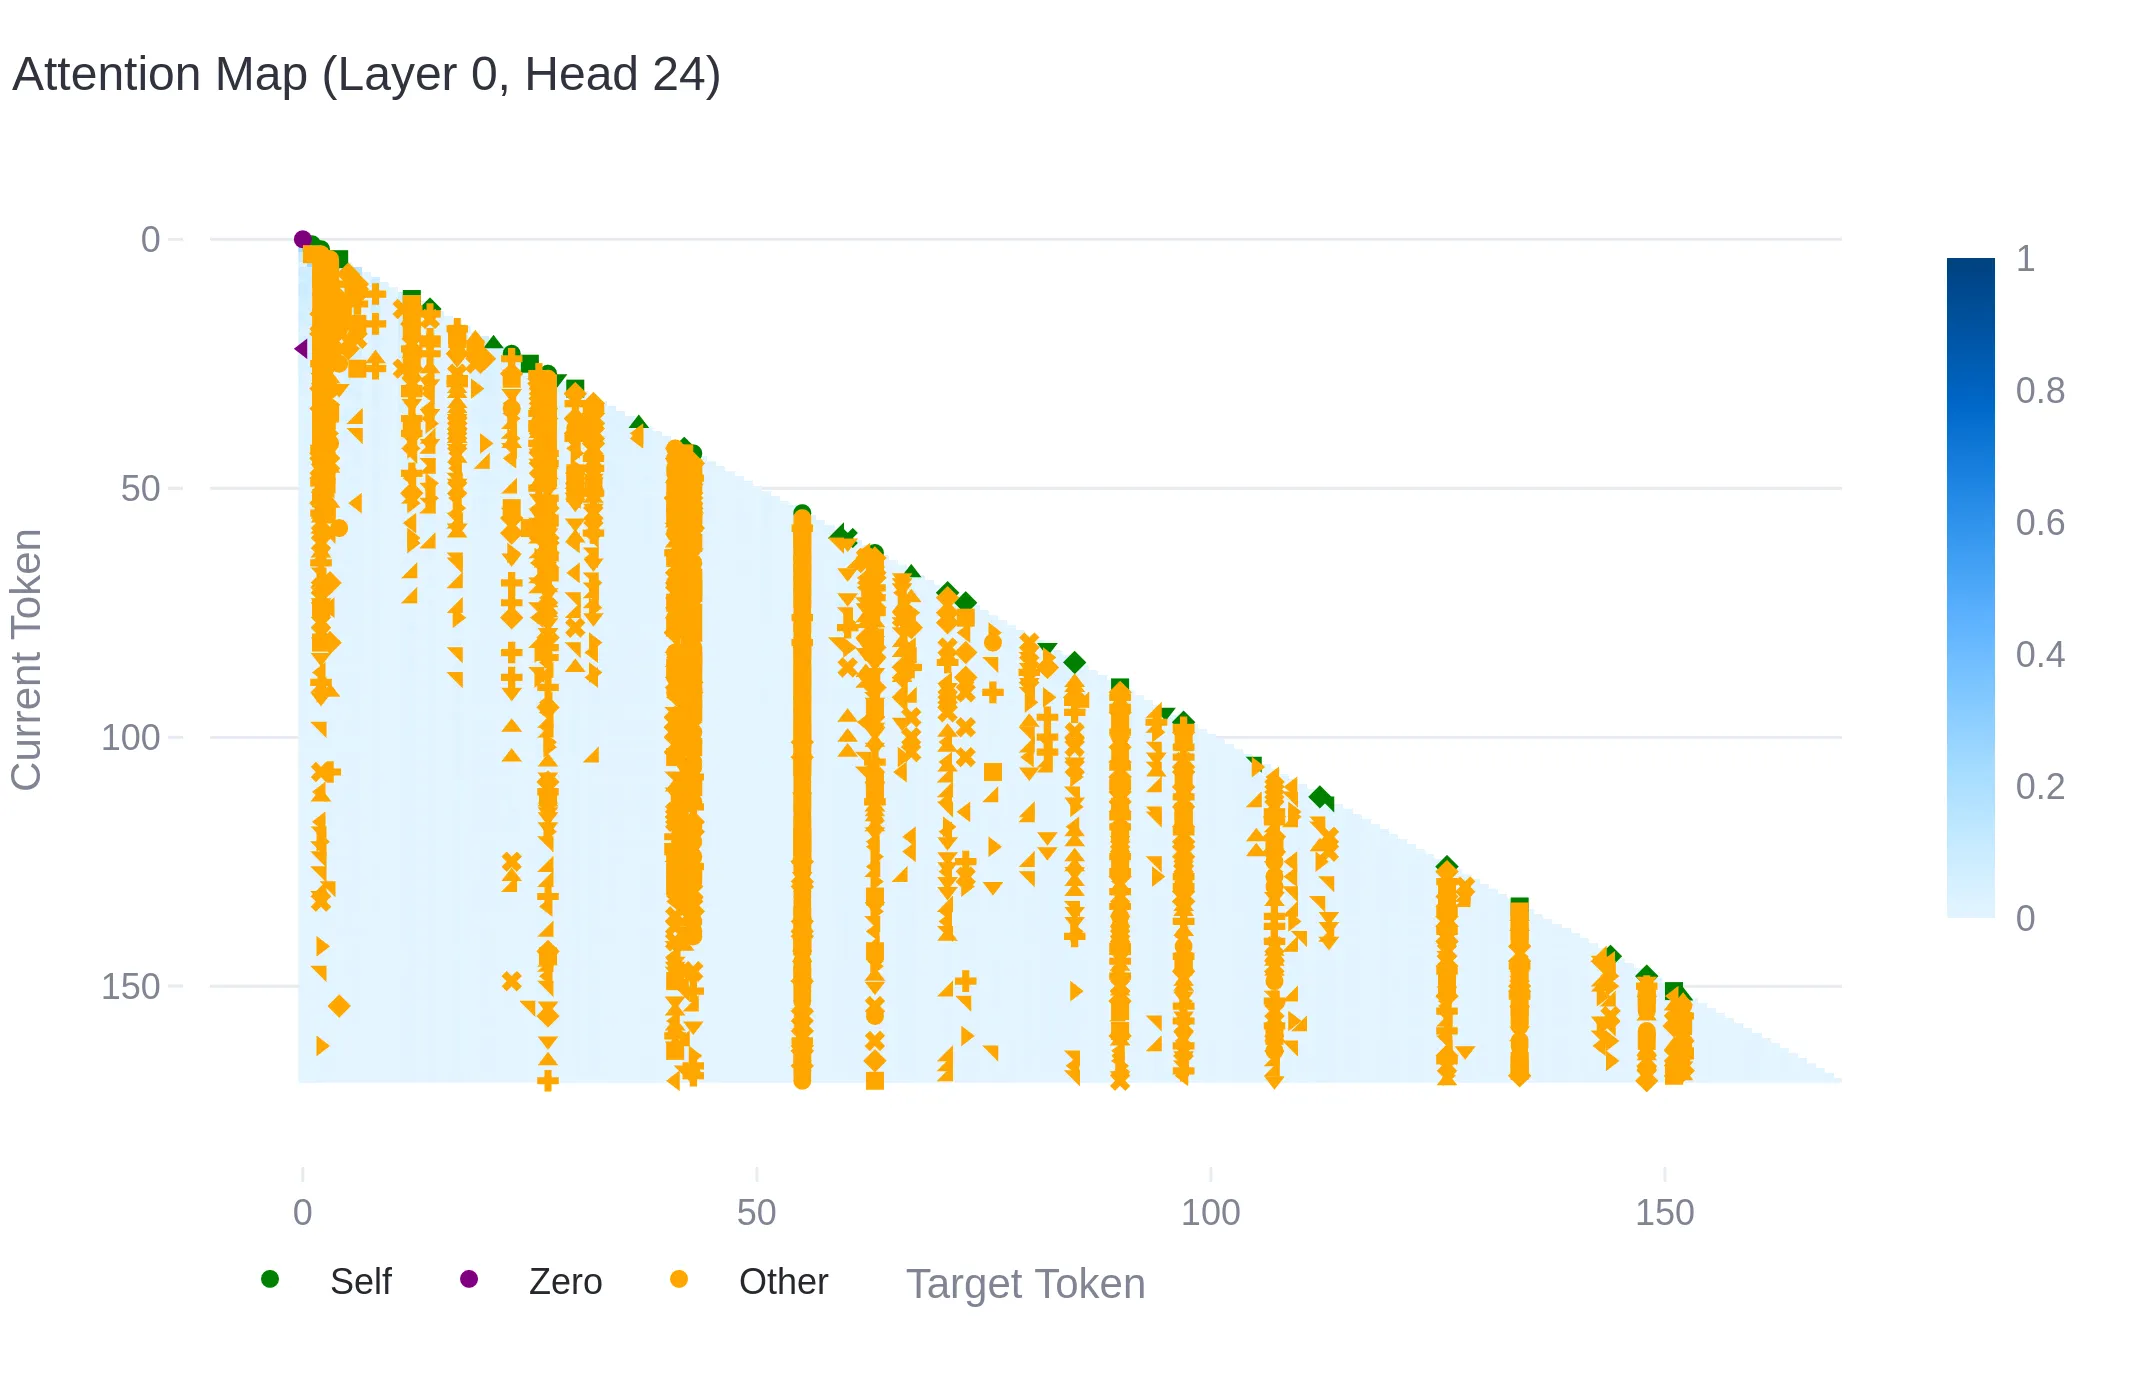 Attention Map (Layer 0, Head 24)
0
50
100
150
Current Token
1
0.8
0.6
0.4
0.2
0
0 50 100 150
Self Zero Other Target Token